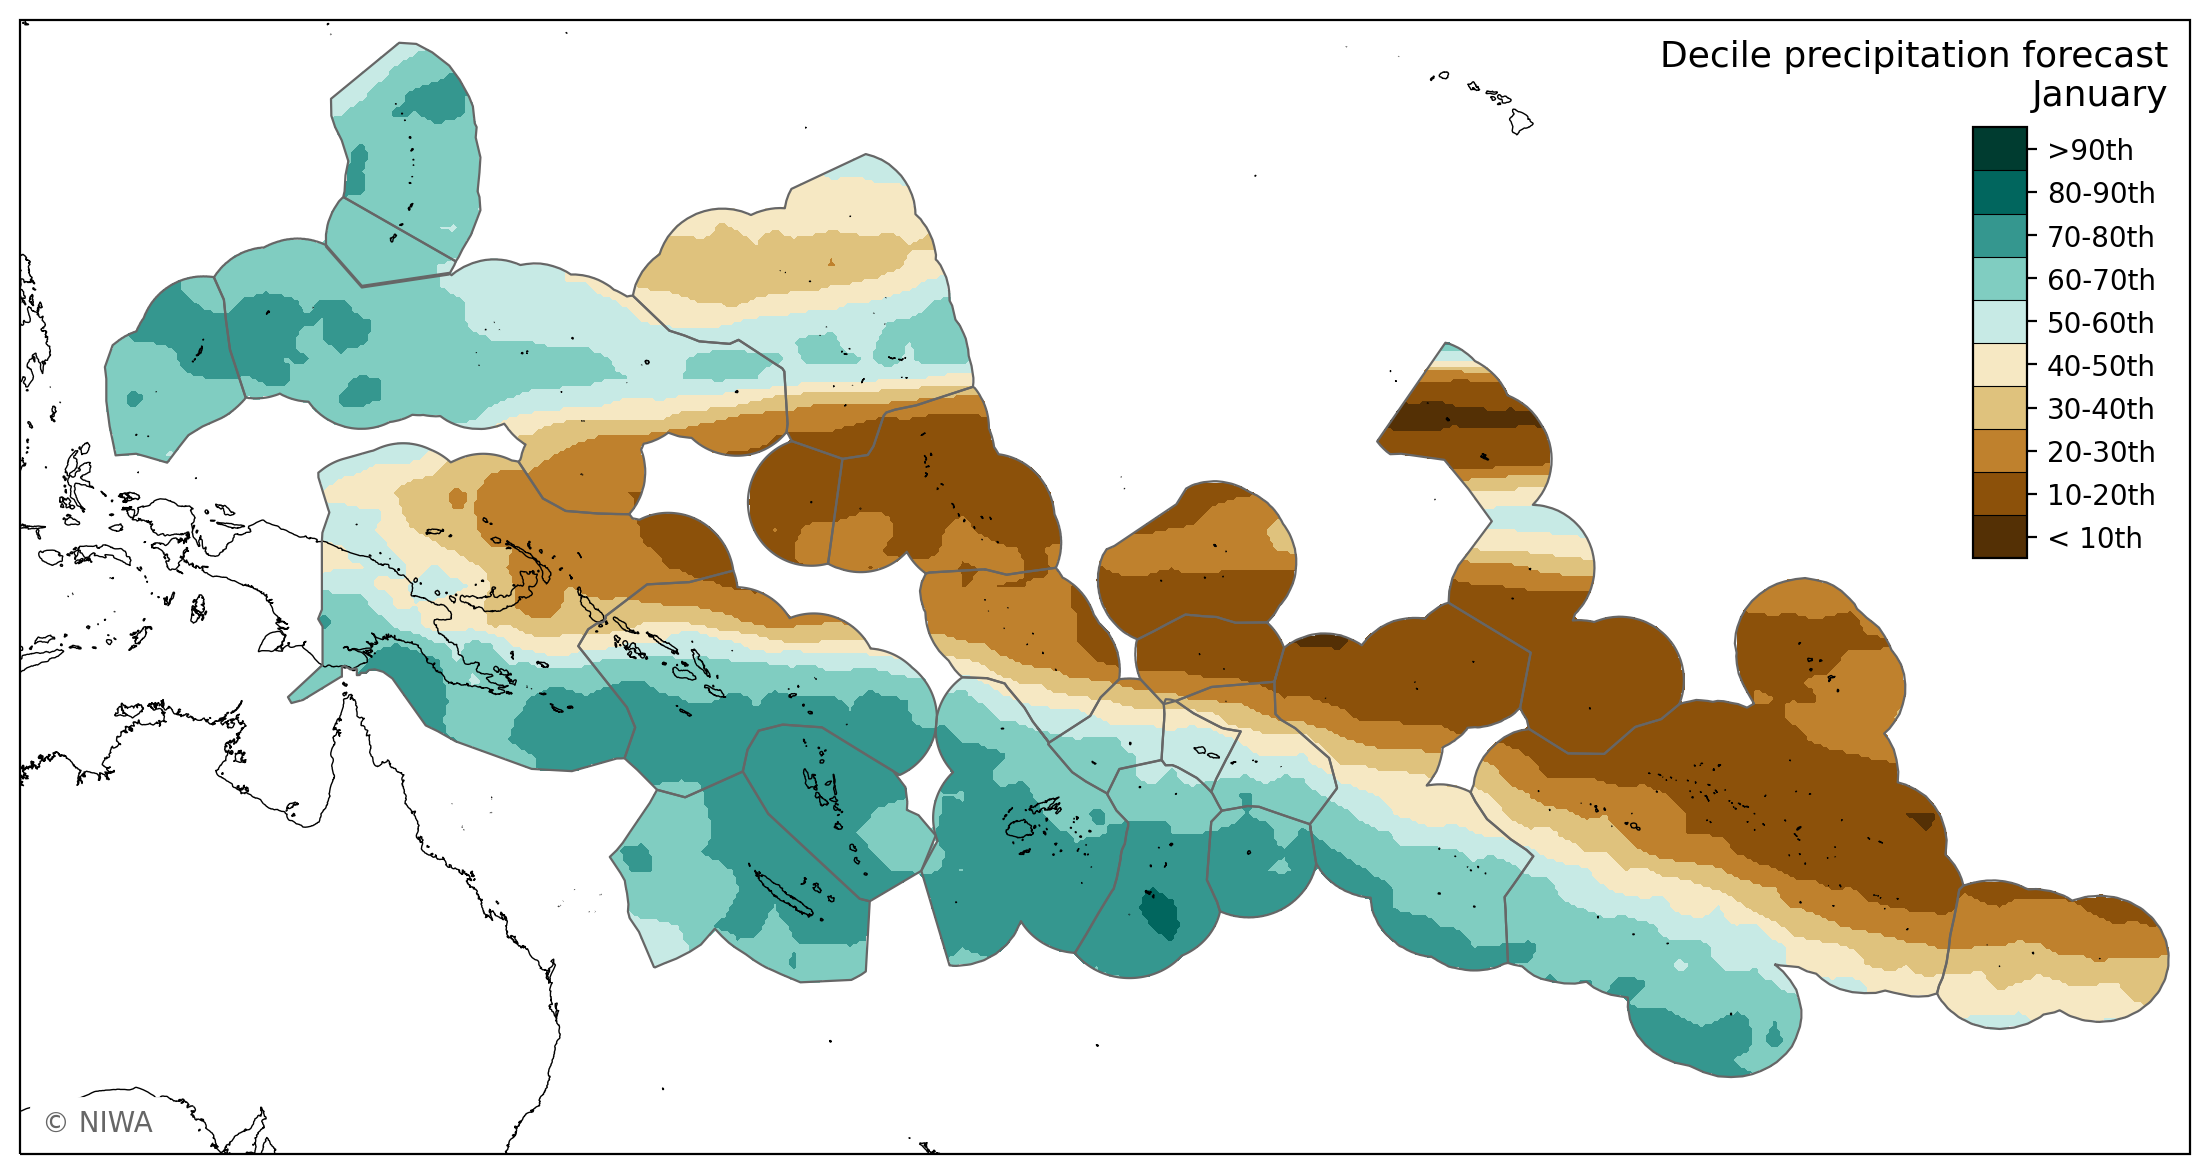 Decile precipitation forecast
January
>90th
80-90th
70-80th
60-70th
50-60th
40-50th
30-40th
20-30th
10-20th
< 10th
© NIWA